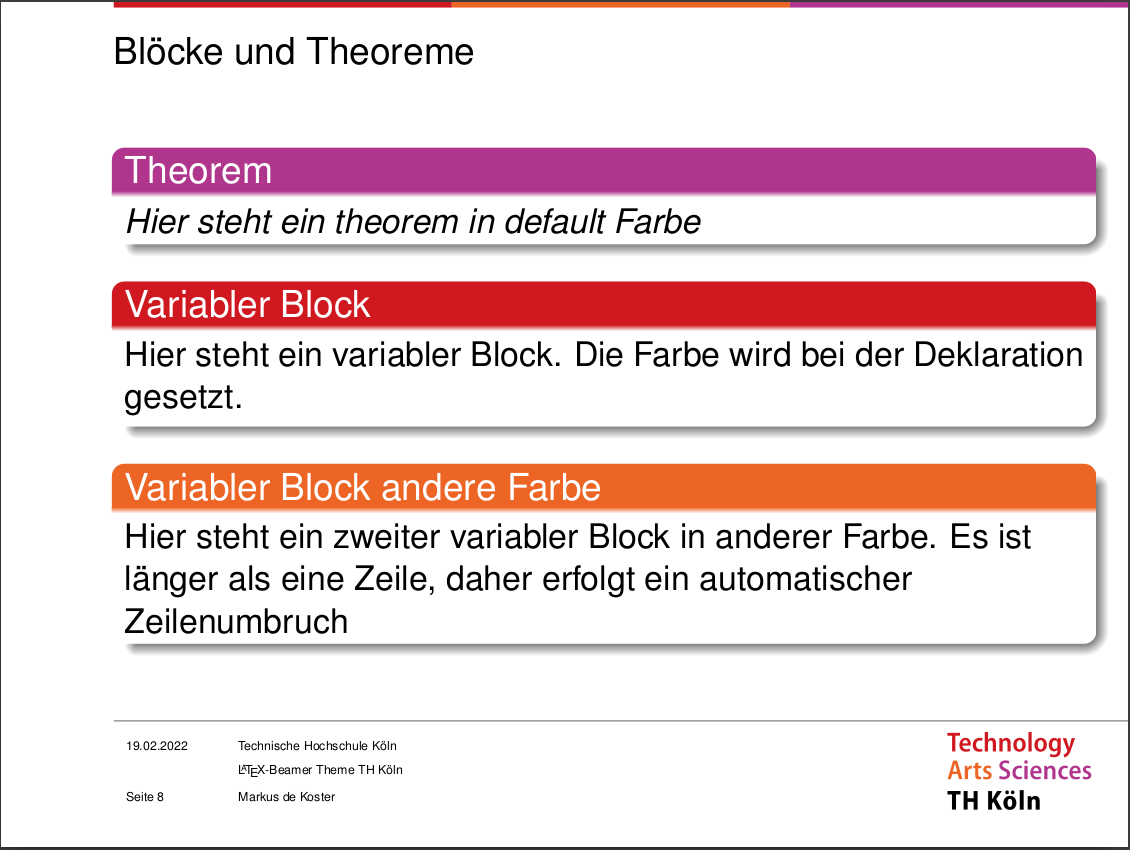 Blöcke und Theoreme
Theorem
Hier steht ein theorem in default Farbe
Variabler Block
Hier steht ein variabler Block. Die Farbe wird bei der Deklaration
gesetzt.
Variabler Block andere Farbe
Hier steht ein zweiter variabler Block in anderer Farbe. Es ist
länger als eine Zeile, daher erfolgt ein automatischer
Zeilenumbruch
19.02.2022 Technische Hochschule Köln
LATEX-Beamer Theme TH Köln
Seite 8 Markus de Koster
Technology
Arts Sciences
TH Köln